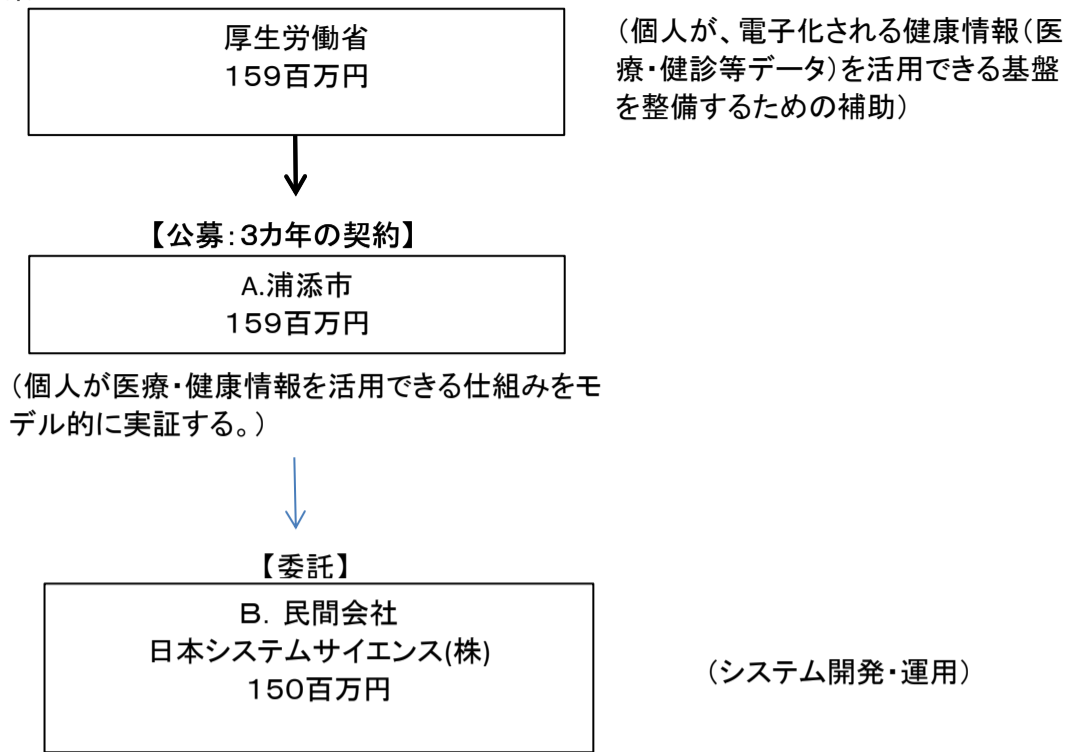 厚生労働省
159百万円
(個人が、電子化される健康情報(医
療・健診等データ)を活用できる基盤
を整備するための補助)
【公募:3カ年の契約】
A.浦添市
159百万円
(個人が医療・健康情報を活用できる仕組みをモ
デル的に実証する。)
【委託】
B. 民間会社
日本システムサイエンス(株)
150百万円
(システム開発・運用)